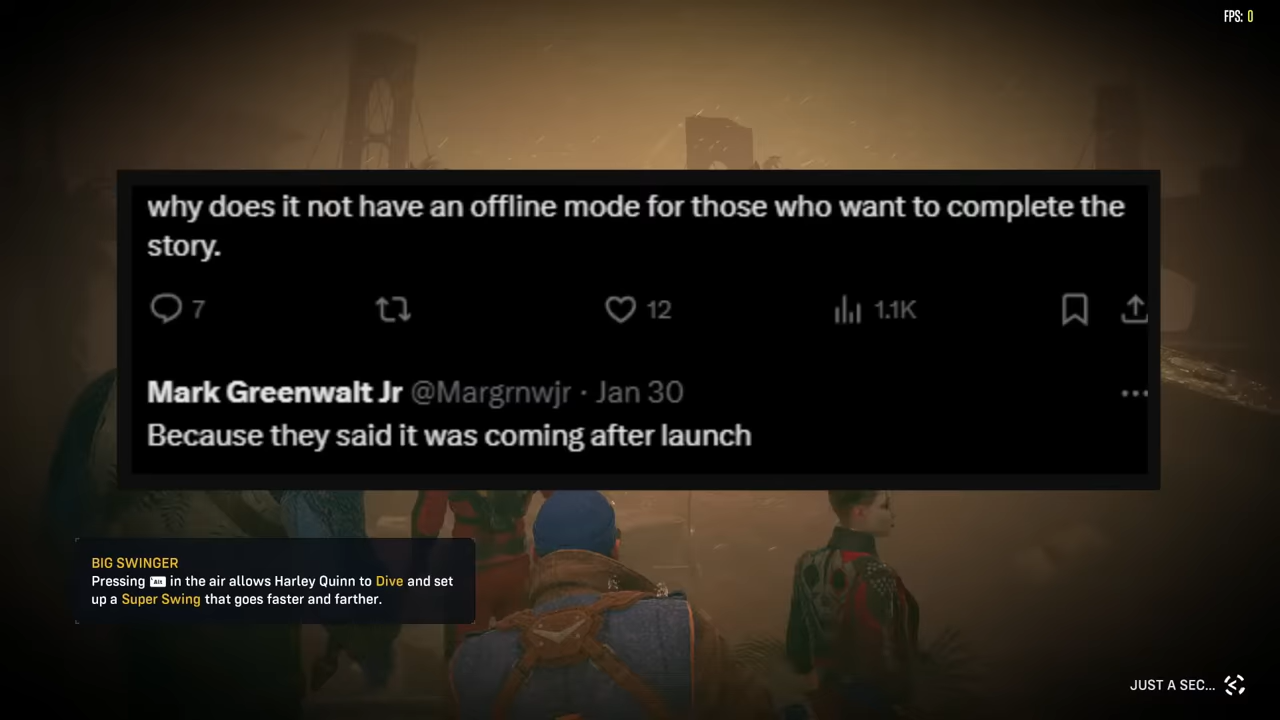 FPS: 0
why does it not have an offline mode for those who want to complete the
story.
7
12
1.1K
Mark Greenwalt Jr @Margrnwjr · Jan 30
Because they said it was coming after launch
BIG SWINGER
Pressing Alt in the air allows Harley Quinn to Dive and set
up a Super Swing that goes faster and farther.
JUST A SEC...